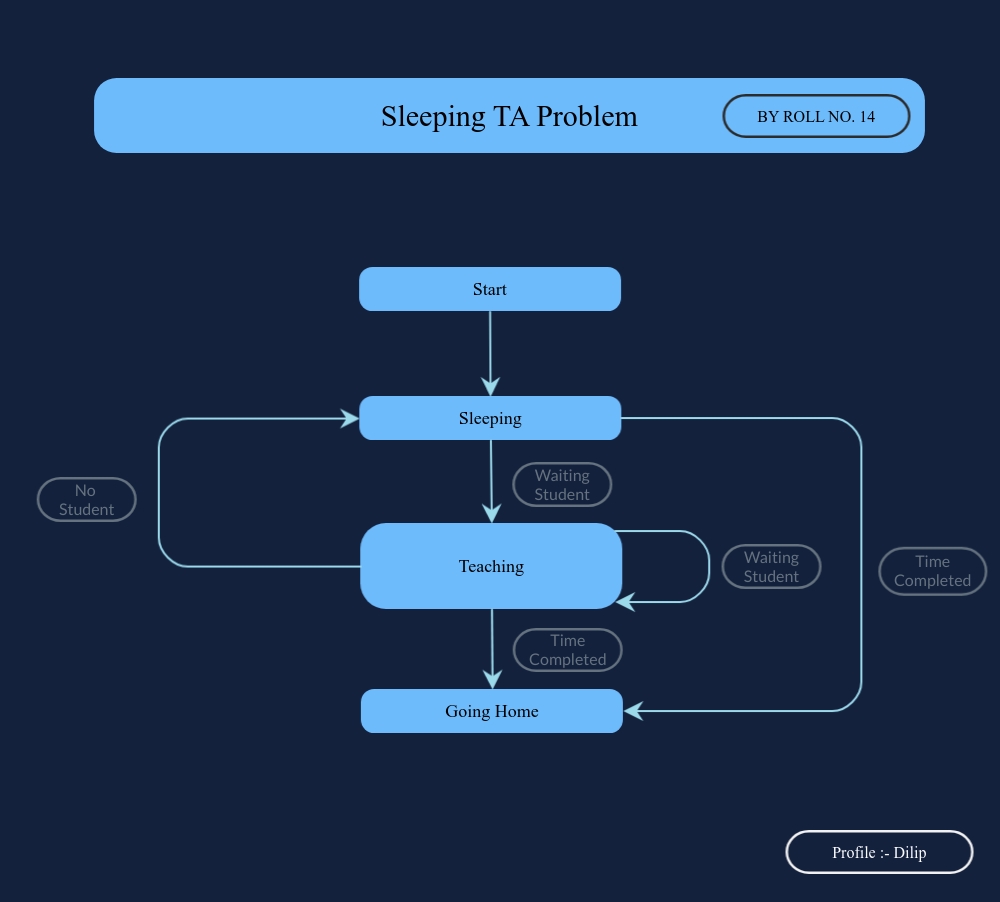 Sleeping TA Problem
BY ROLL NO. 14
Start
Sleeping
Waiting
Student
No
Student
Teaching
Waiting
Student
Time
Completed
Time
Completed
Going Home
Profile :- Dilip